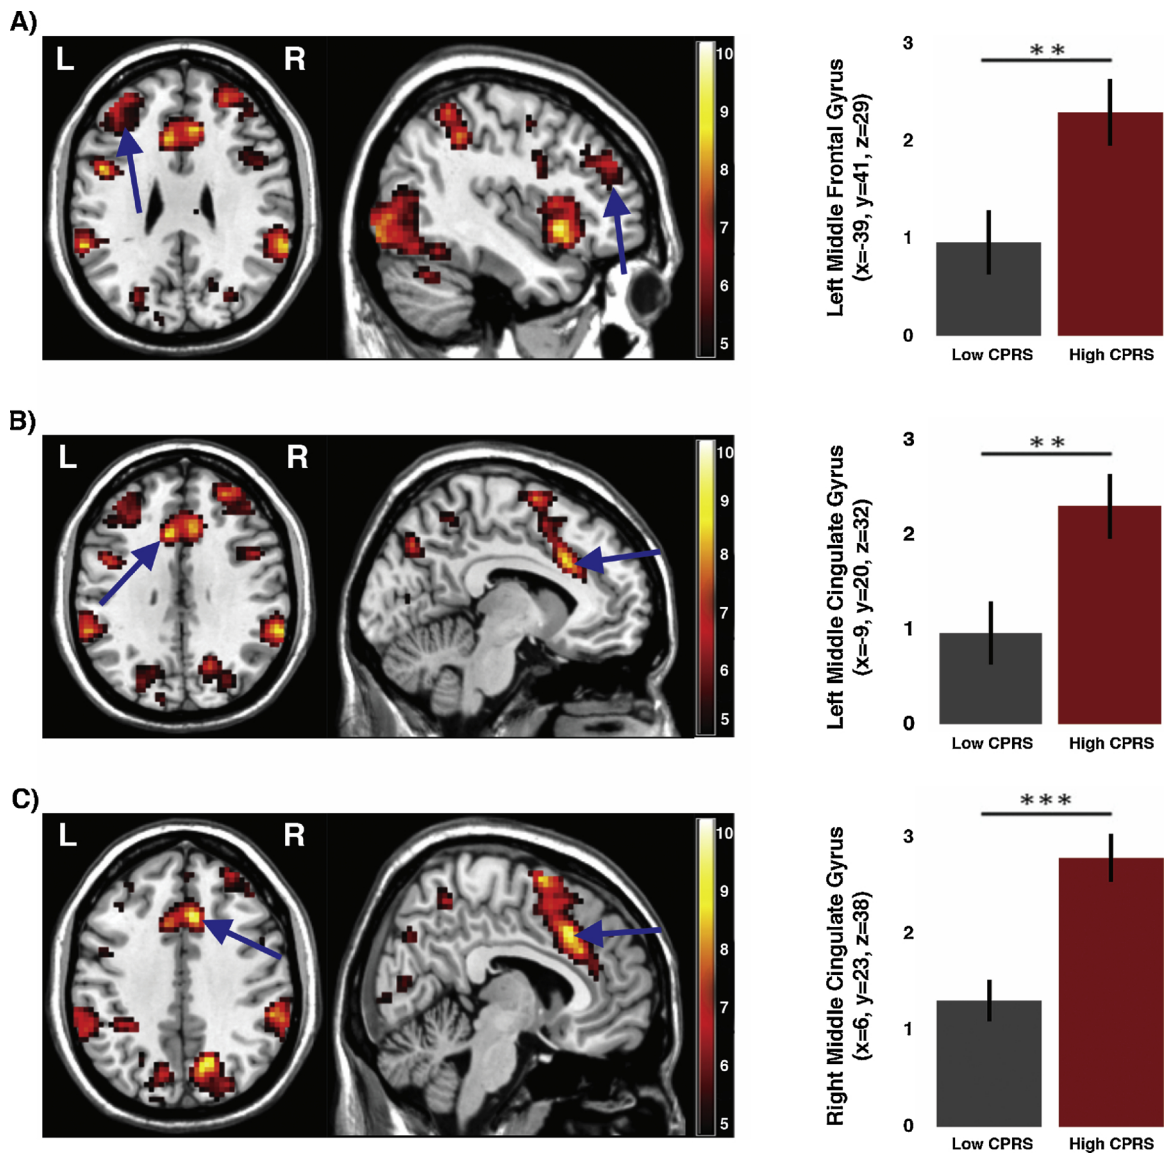 A)
L
R
10
9
8
7
6
5
Left Middle Frontal Gyrus
(x=-39, y=41, z=29)
3
2
1
0
**
Low CPRS
High CPRS
B)
L
R
10
9
8
7
6
5
Left Middle Cingulate Gyrus
(x=-9, y=20, z=32)
3
2
1
0
**
Low CPRS
High CPRS
C)
L
R
10
9
8
7
6
5
Right Middle Cingulate Gyrus
(x=6, y=23, z=38)
3
2
1
0
***
Low CPRS
High CPRS